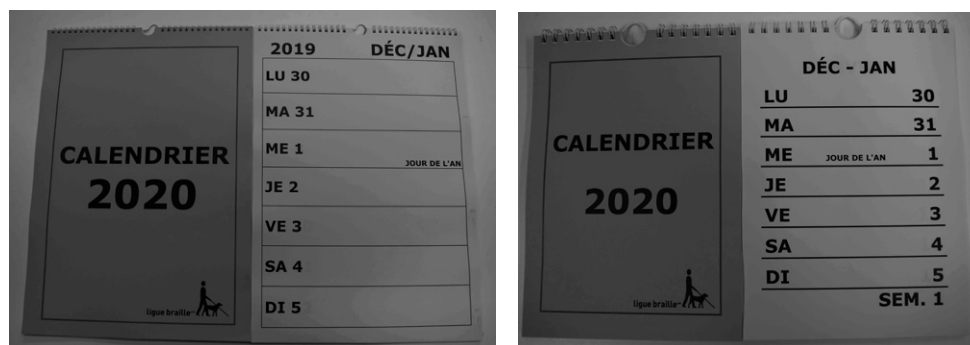 CALENDRIER
2020
ligue braille
2019 DÉC/JAN
LU 30
MA 31
ME 1
JOUR DE L'AN
JE 2
VE 3
SA 4
DI 5
CALENDRIER
2020
ligue braille
DÉC - JAN
LU 30
MA 31
ME JOUR DE L'AN 1
JE 2
VE 3
SA 4
DI 5
SEM. 1